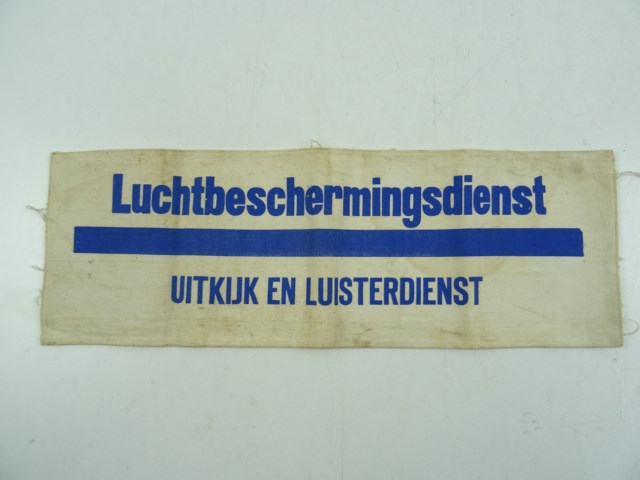 Luchtbeschermingsdienst
UITKIJK EN LUISTERDIENST